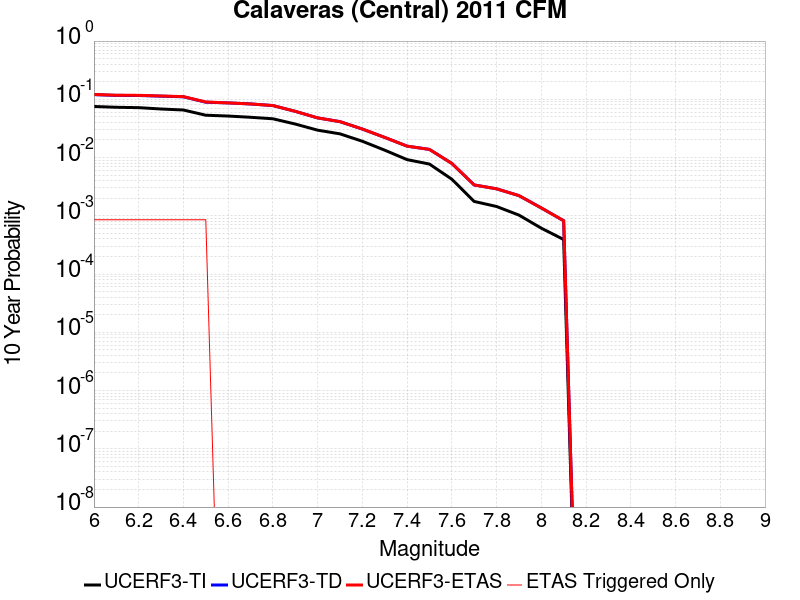 Calaveras (Central) 2011 CFM
10 Year Probability
10^0
10^-1
10^-2
10^-3
10^-4
10^-5
10^-6
10^-7
10^-8
6 6.2 6.4 6.6 6.8 7 7.2 7.4 7.6 7.8 8 8.2 8.4 8.6 8.8 9
Magnitude
UCERF3-TI UCERF3-TD UCERF3-ETAS ETAS Triggered Only